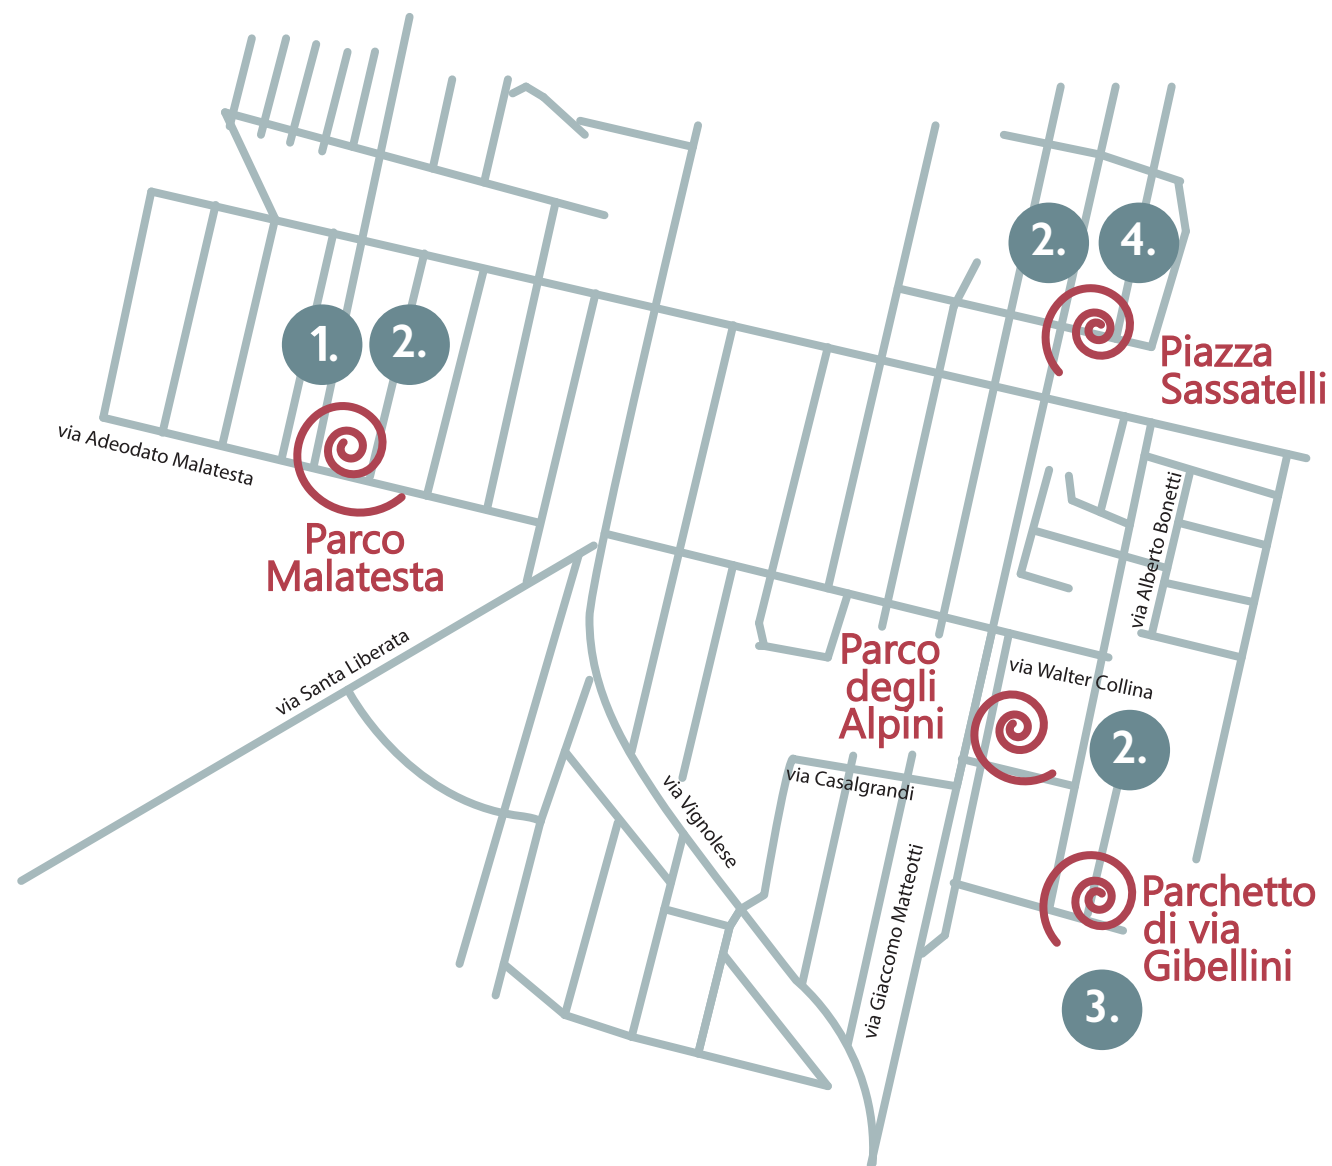 2.
4.
Piazza
Sassatelli
1.
2.
via Adeodato Malatesta
Parco
Malatesta
via Alberto Bonetti
via Santa Liberata
Parco
degli
Alpini
via Walter Collina
2.
via Casalgrandi
via Vignolese
via Giaccomo Matteotti
Parchetto
di via
Gibellini
3.